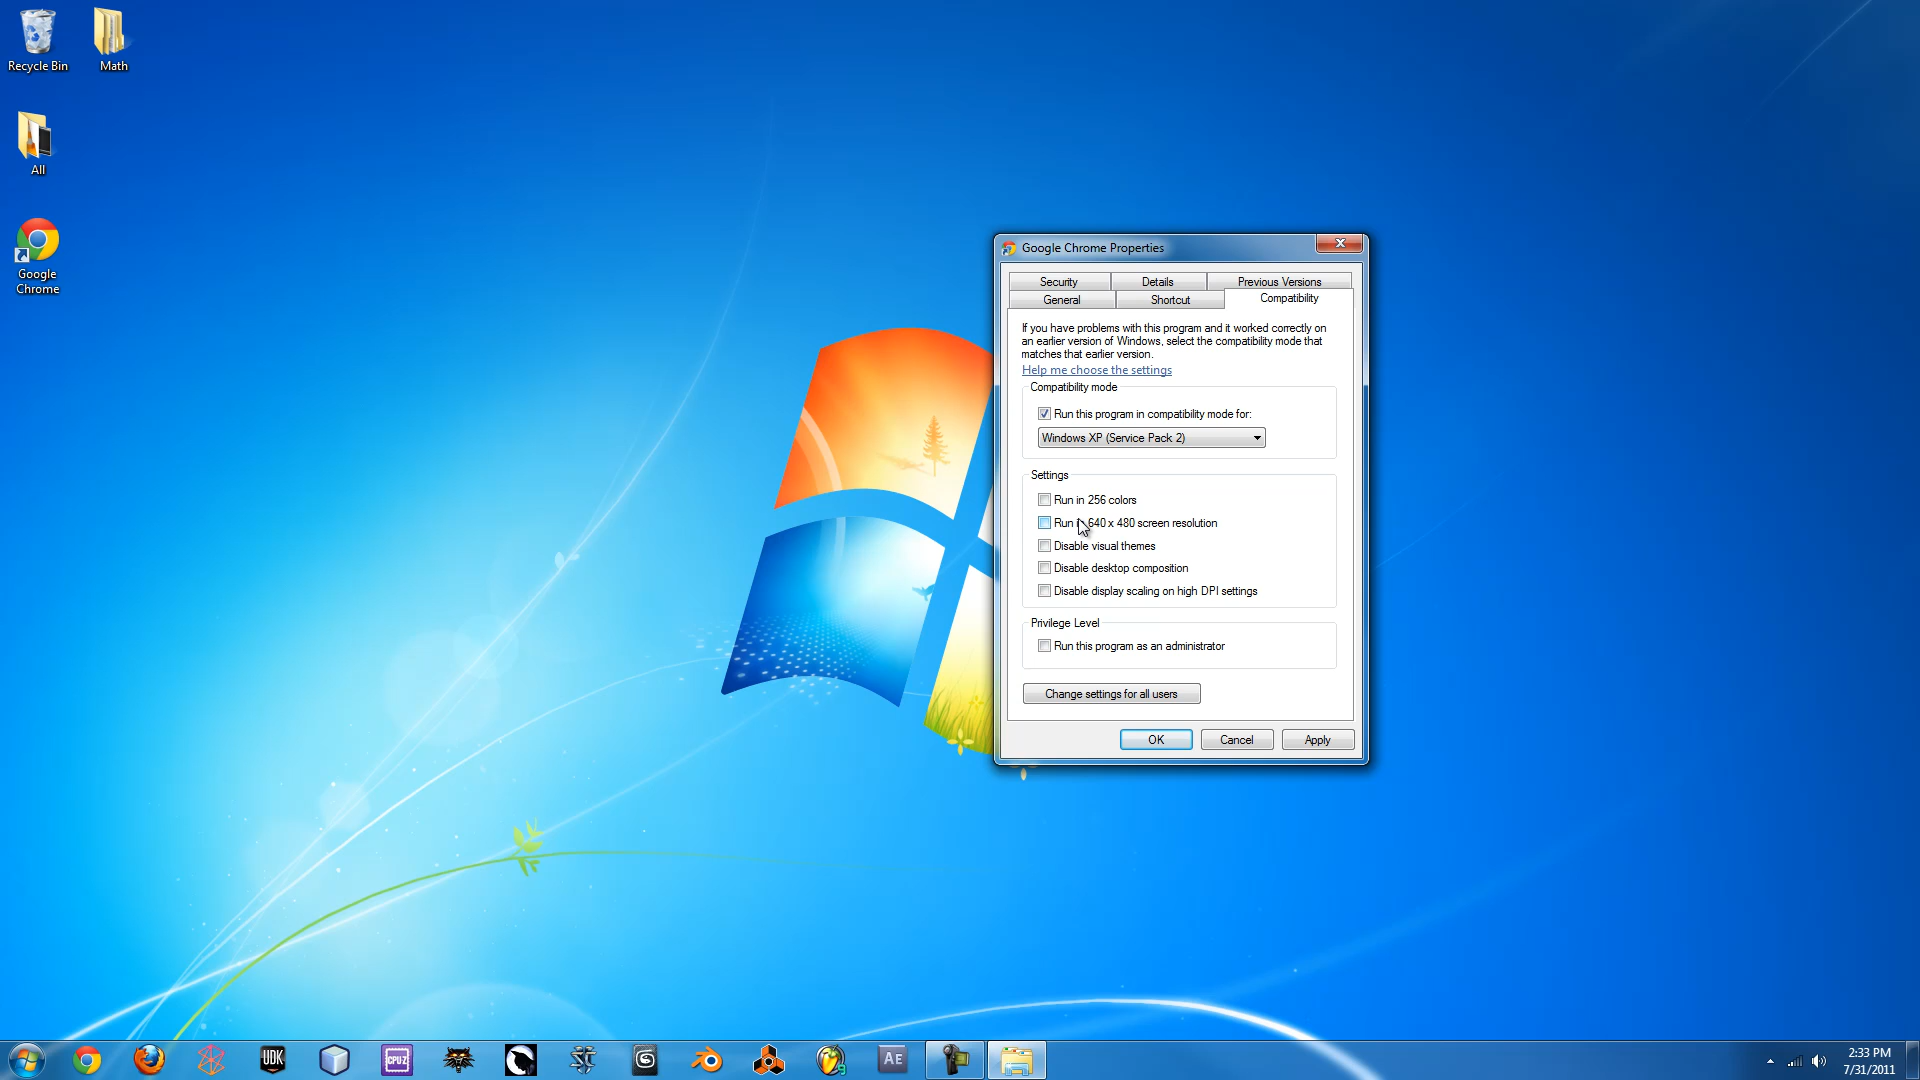 Recycle Bin
Math
All
Google
Chrome
Google Chrome Properties
Security
Details
Previous Versions
General
Shortcut
Compatibility
If you have problems with this program and it worked correctly on
an earlier version of Windows, select the compatibility mode that
matches that earlier version.
Help me choose the settings
Compatibility mode
Run this program in compatibility mode for:
Windows XP (Service Pack 2)
Settings
Run in 256 colors
Run in 640 x 480 screen resolution
Disable visual themes
Disable desktop composition
Disable display scaling on high DPI settings
Privilege Level
Run this program as an administrator
Change settings for all users
OK
Cancel
Apply
UDK
CPU-Z
AE
2:33 PM
7/31/2011